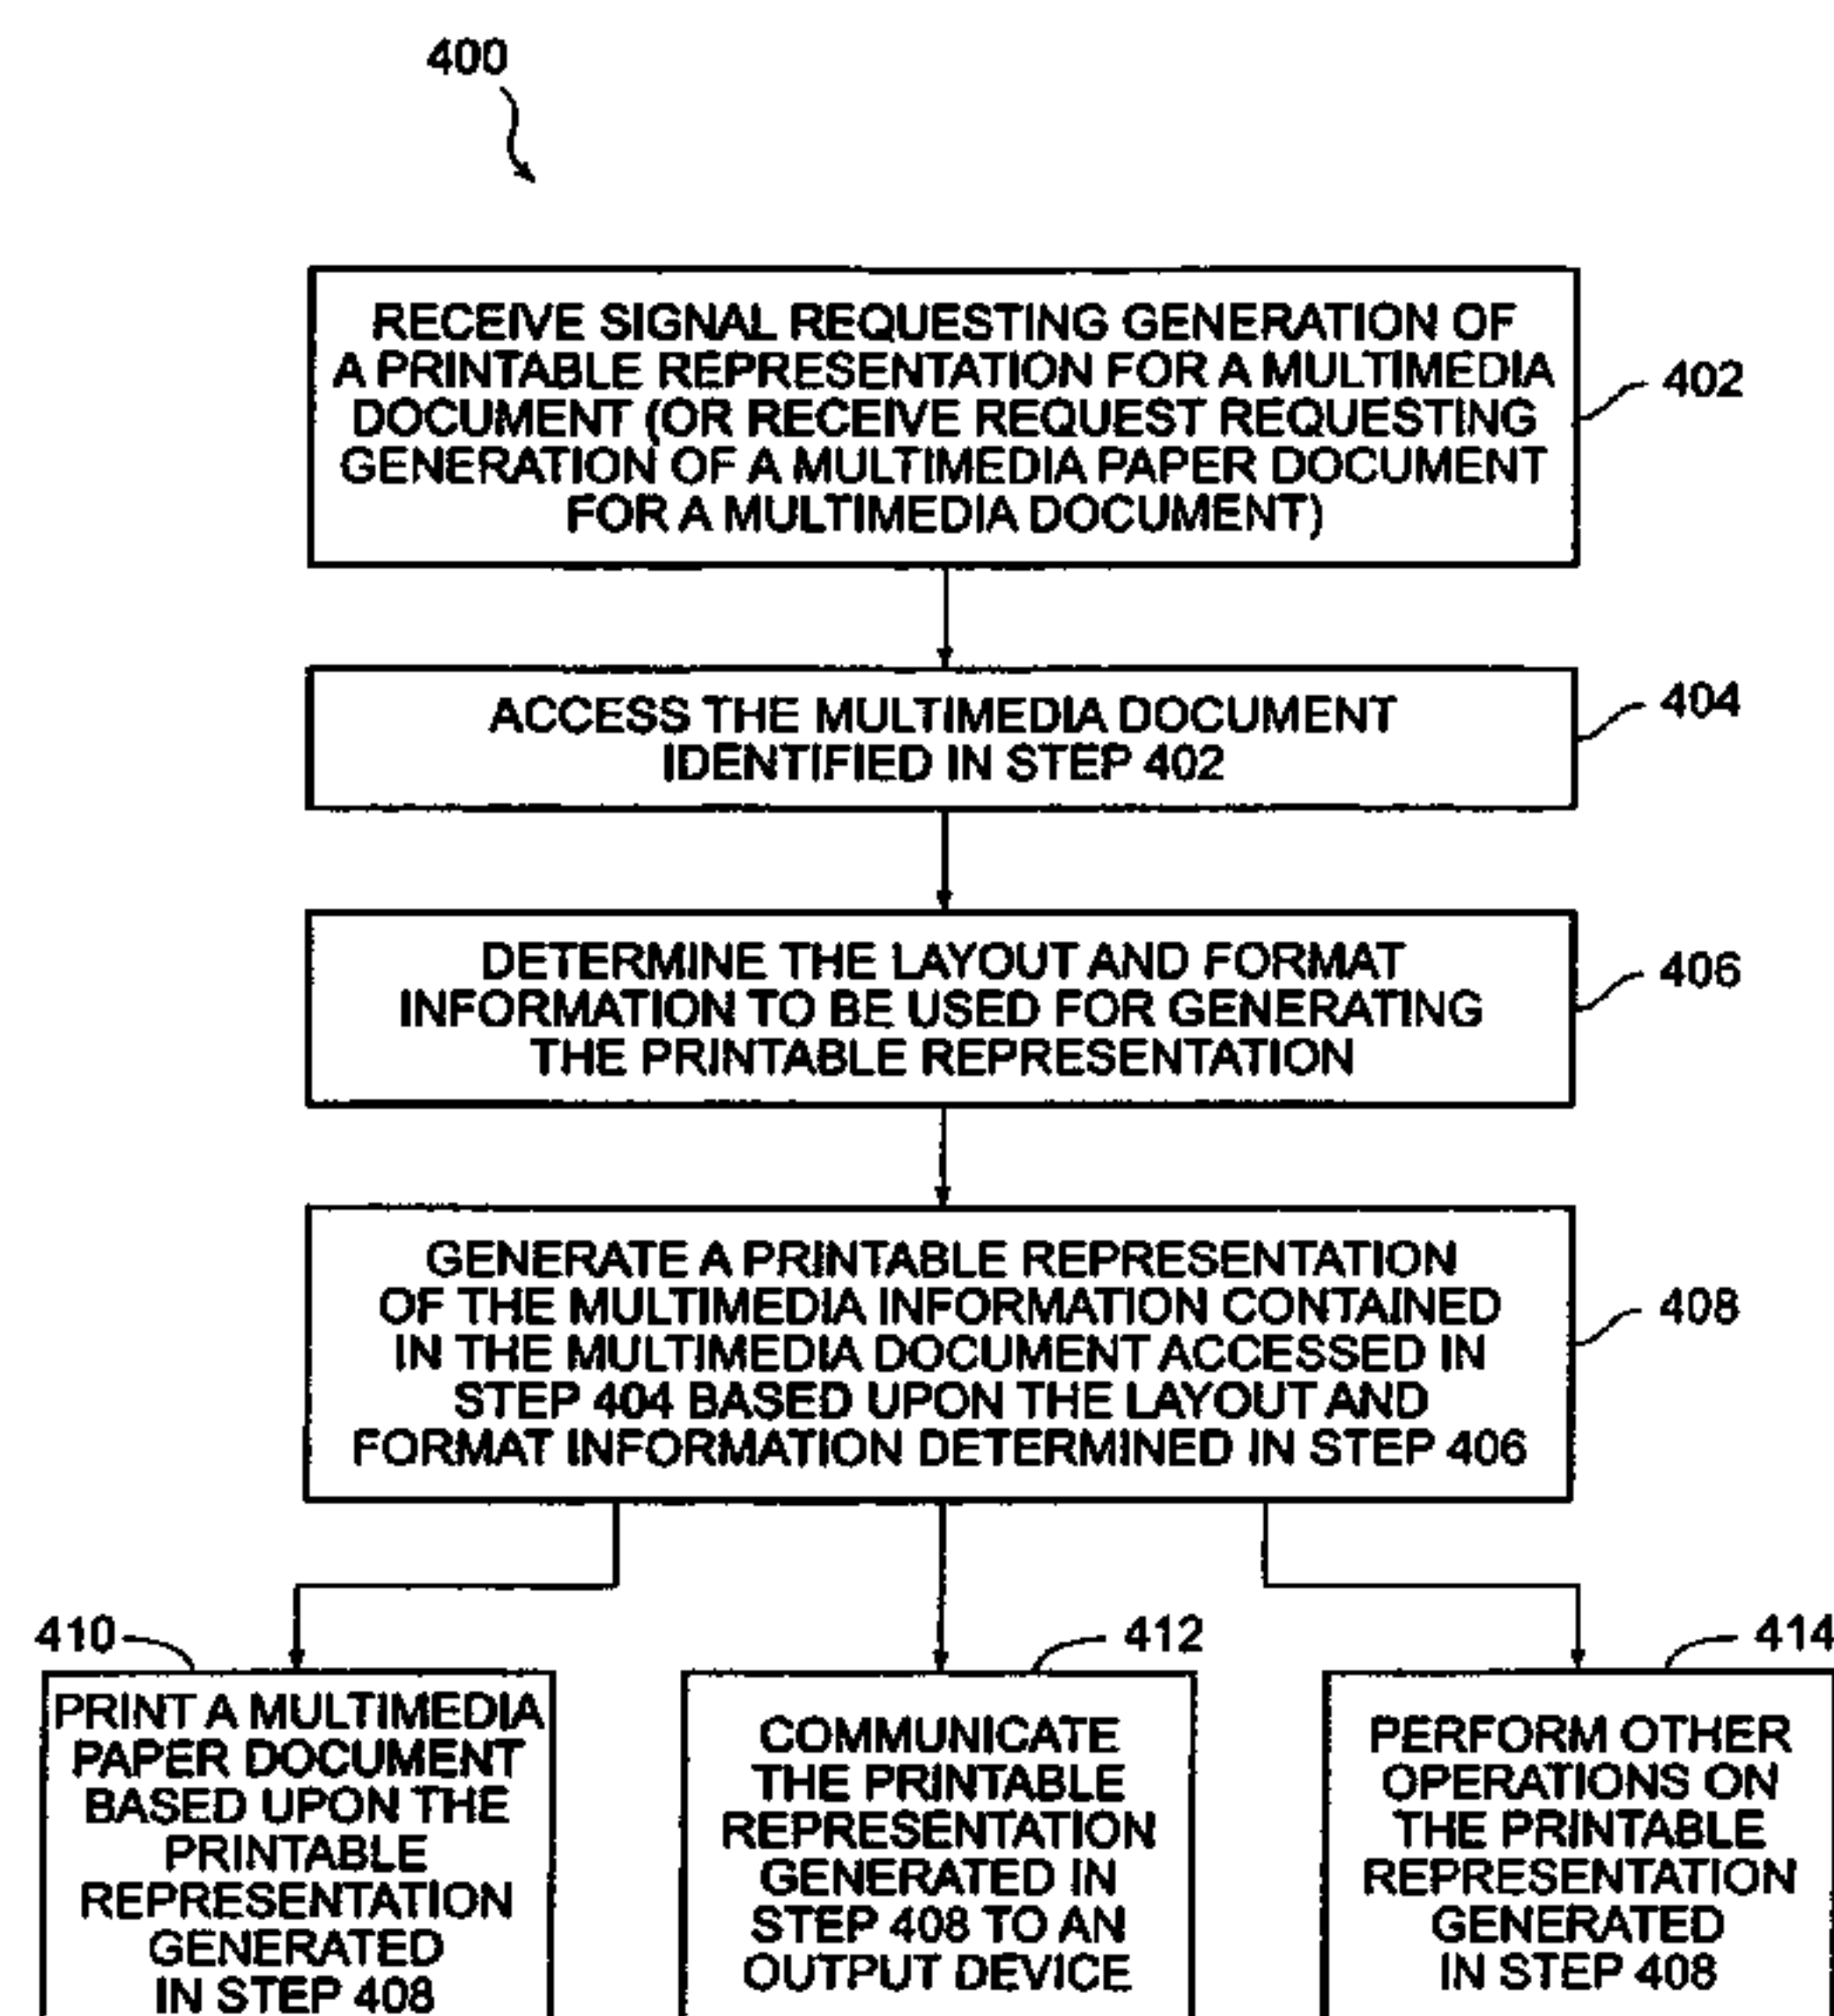 400
RECEIVE SIGNAL REQUESTING GENERATION OF
A PRINTABLE REPRESENTATION FOR A MULTIMEDIA
DOCUMENT (OR RECEIVE REQUEST REQUESTING
GENERATION OF A MULTIMEDIA PAPER DOCUMENT
FOR A MULTIMEDIA DOCUMENT)
402
ACCESS THE MULTIMEDIA DOCUMENT
IDENTIFIED IN STEP 402
404
DETERMINE THE LAYOUT AND FORMAT
INFORMATION TO BE USED FOR GENERATING
THE PRINTABLE REPRESENTATION
406
GENERATE A PRINTABLE REPRESENTATION
OF THE MULTIMEDIA INFORMATION CONTAINED
IN THE MULTIMEDIA DOCUMENT ACCESSED IN
STEP 404 BASED UPON THE LAYOUT AND
FORMAT INFORMATION DETERMINED IN STEP 406
408
410
PRINT A MULTIMEDIA
PAPER DOCUMENT
BASED UPON THE
PRINTABLE
REPRESENTATION
GENERATED
IN STEP 408
412
COMMUNICATE
THE PRINTABLE
REPRESENTATION
GENERATED IN
STEP 408 TO AN
OUTPUT DEVICE
414
PERFORM OTHER
OPERATIONS ON
THE PRINTABLE
REPRESENTATION
GENERATED
IN STEP 408